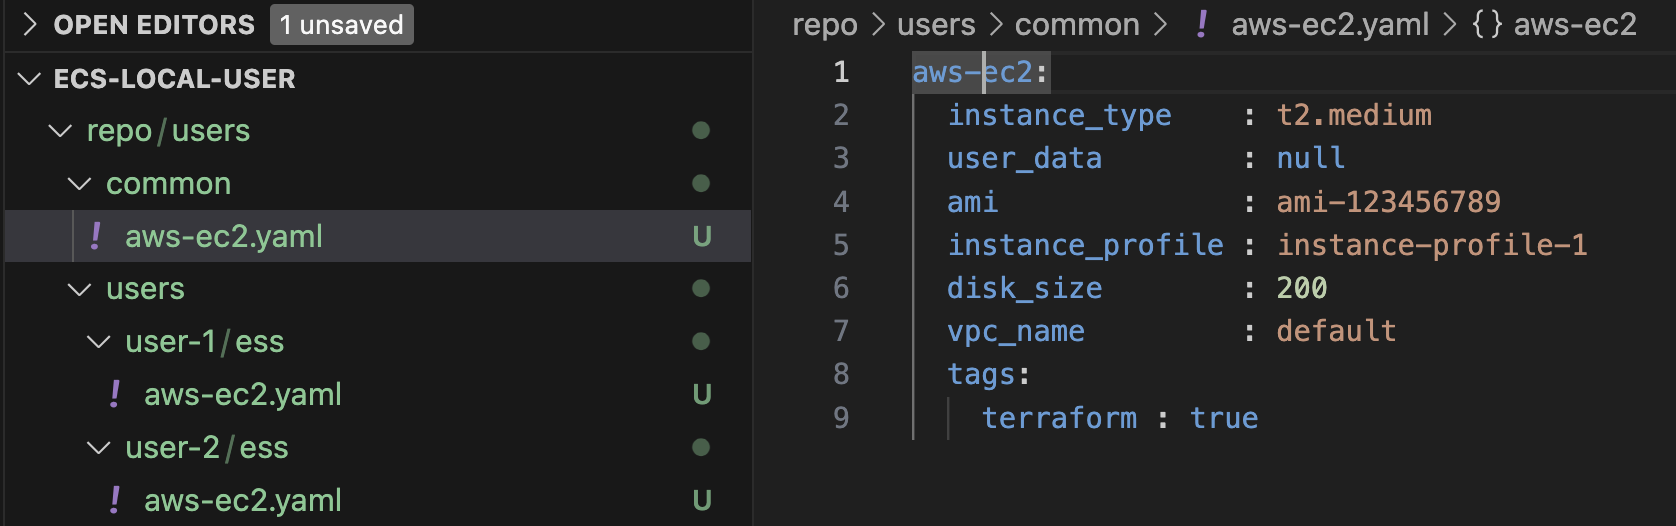 OPEN EDITORS 1 unsaved
ECS-LOCAL-USER
repo/users
common
! aws-ec2.yaml U
users
user-1/ess
! aws-ec2.yaml U
user-2/ess
! aws-ec2.yaml U
repo > users > common > ! aws-ec2.yaml > {} aws-ec2
1 aws-ec2:
2 instance_type : t2.medium
3 user_data : null
4 ami : ami-123456789
5 instance_profile : instance-profile-1
6 disk_size : 200
7 vpc_name : default
8 tags:
9 terraform : true